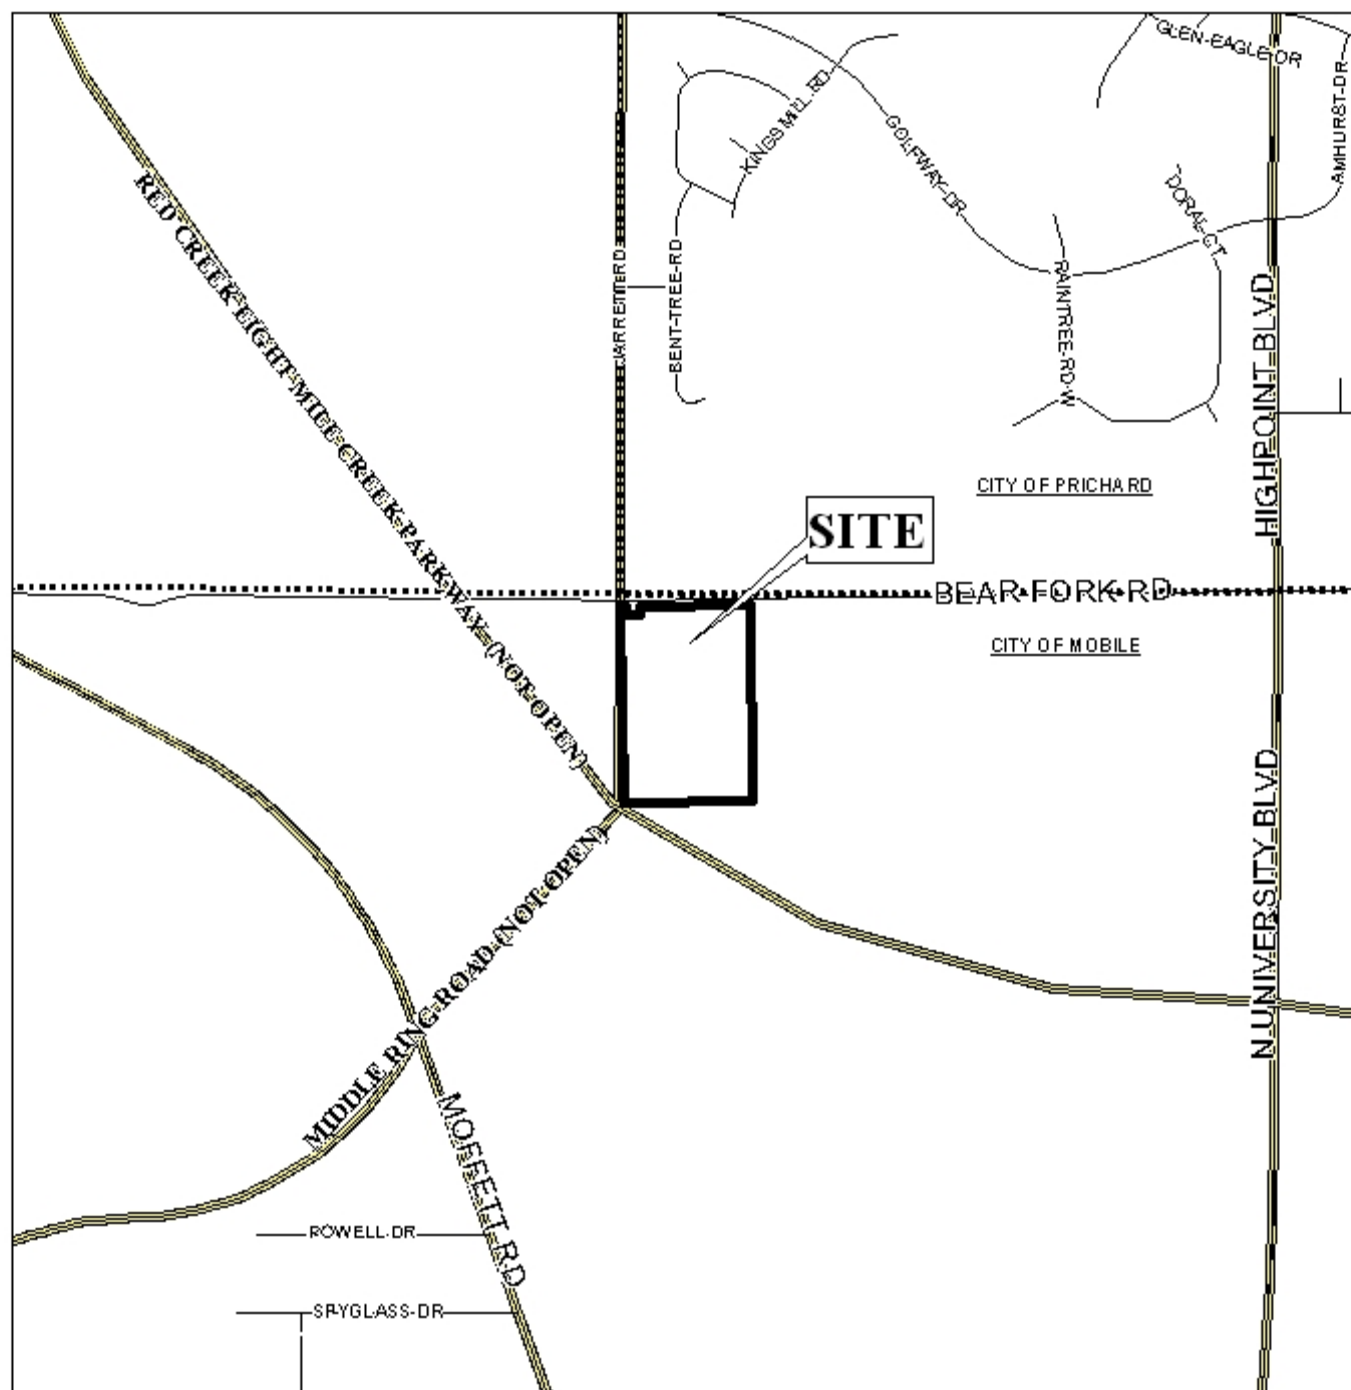 GLEN-EAGLE-DR
AMHURST-DR
KINGS MILL RD
GOLFWAY-DR
DORAL-CT
RED CREEK EIGHT MILE CREEK PARKWAY (NOT OPEN)
JARRETT-RD
BENT-TREE-RD
RAINTREE-RD-W
HIGHPOINT BLVD
CITY OF PRICHARD
SITE
BEAR FORK RD
CITY OF MOBILE
N UNIVERSITY BLVD
MIDDLE RING ROAD (NOT OPEN)
MOFFETT RD
ROWELL-DR
SPYGLASS-DR